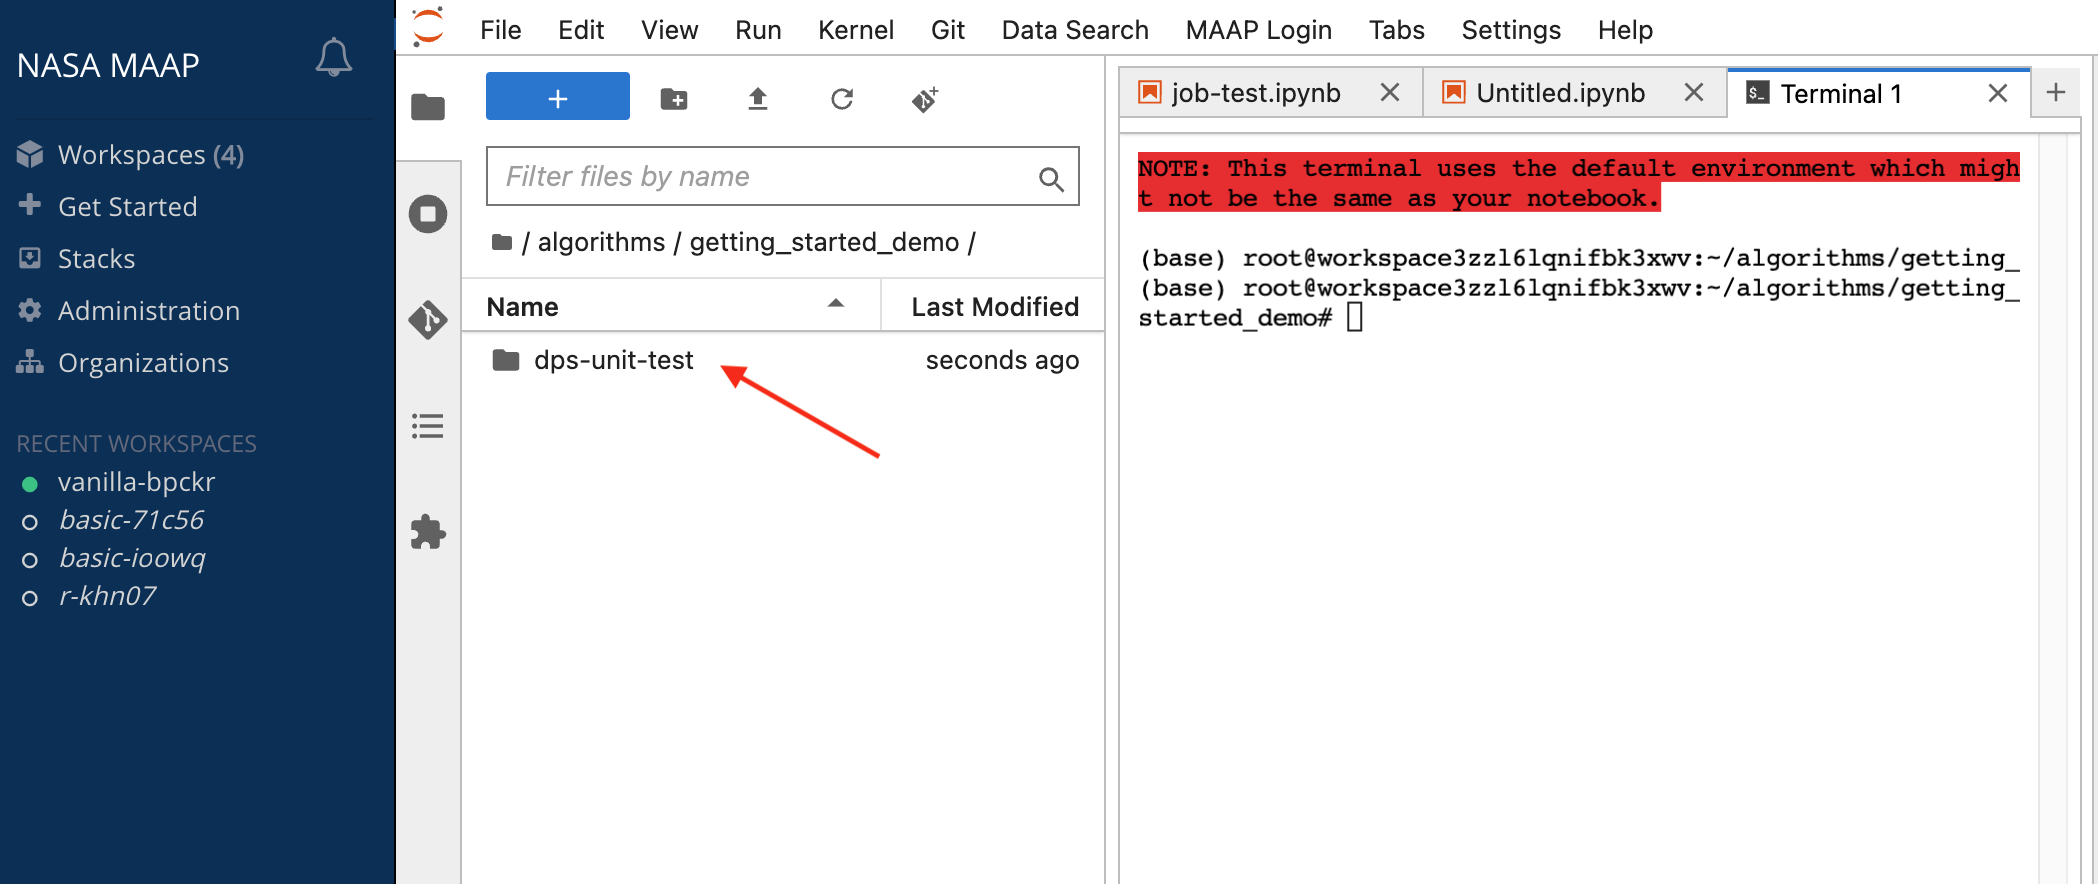 NASA MAAP
Workspaces (4)
Get Started
Stacks
Administration
Organizations
RECENT WORKSPACES
vanilla-bpckr
basic-71c56
basic-ioowq
r-khn07
File Edit View Run Kernel Git Data Search MAAP Login Tabs Settings Help
+
Filter files by name
/ algorithms / getting_started_demo /
Name Last Modified
dps-unit-test seconds ago
job-test.ipynb Untitled.ipynb $_ Terminal 1 +
NOTE: This terminal uses the default environment which migh
t not be the same as your notebook.
(base) root@workspace3zzl6lqnifbk3xwv:~/algorithms/getting_
(base) root@workspace3zzl6lqnifbk3xwv:~/algorithms/getting_
started_demo#